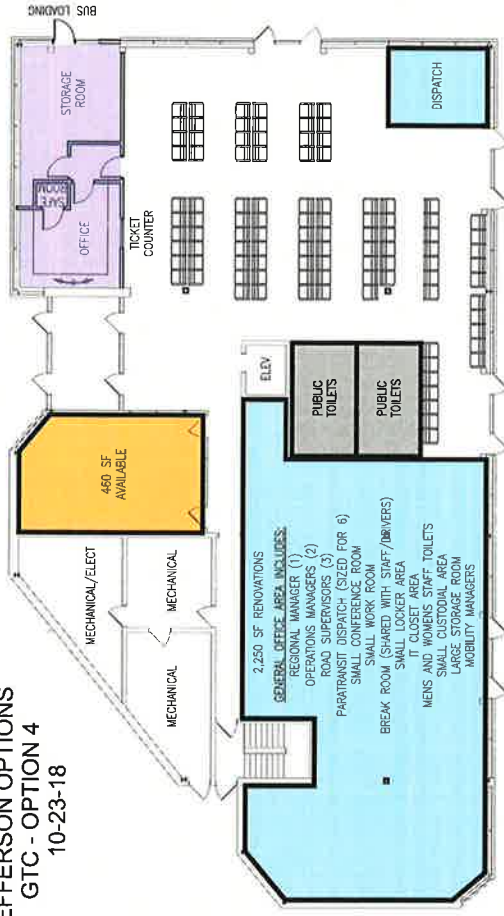 EFFERSON OPTIONS
GTC - OPTION 4
10-23-18
BUS LOADING
STORAGE
ROOM
SAFE
ROOM
OFFICE
TICKET
COUNTER
DISPATCH
460 SF
AVAILABLE
MECHANICAL/ELECT
MECHANICAL
MECHANICAL
ELEV
PUBLIC
TOILETS
PUBLIC
TOILETS
2,250 SF RENOVATIONS
GENERAL OFFICE AREA INCLUDES:
REGIONAL MANAGER (1)
OPERATIONS MANAGERS (2)
ROAD SUPERVISORS (3)
PARATRANSIT DISPATCH (SIZED FOR 6)
SMALL CONFERENCE ROOM
SMALL WORK ROOM
BREAK ROOM (SHARED WITH STAFF/DRIVERS)
SMALL LOCKER AREA
IT CLOSET AREA
MENS AND WOMENS STAFF TOILETS
SMALL CUSTODIAL AREA
LARGE STORAGE ROOM
MOBILITY MANAGERS